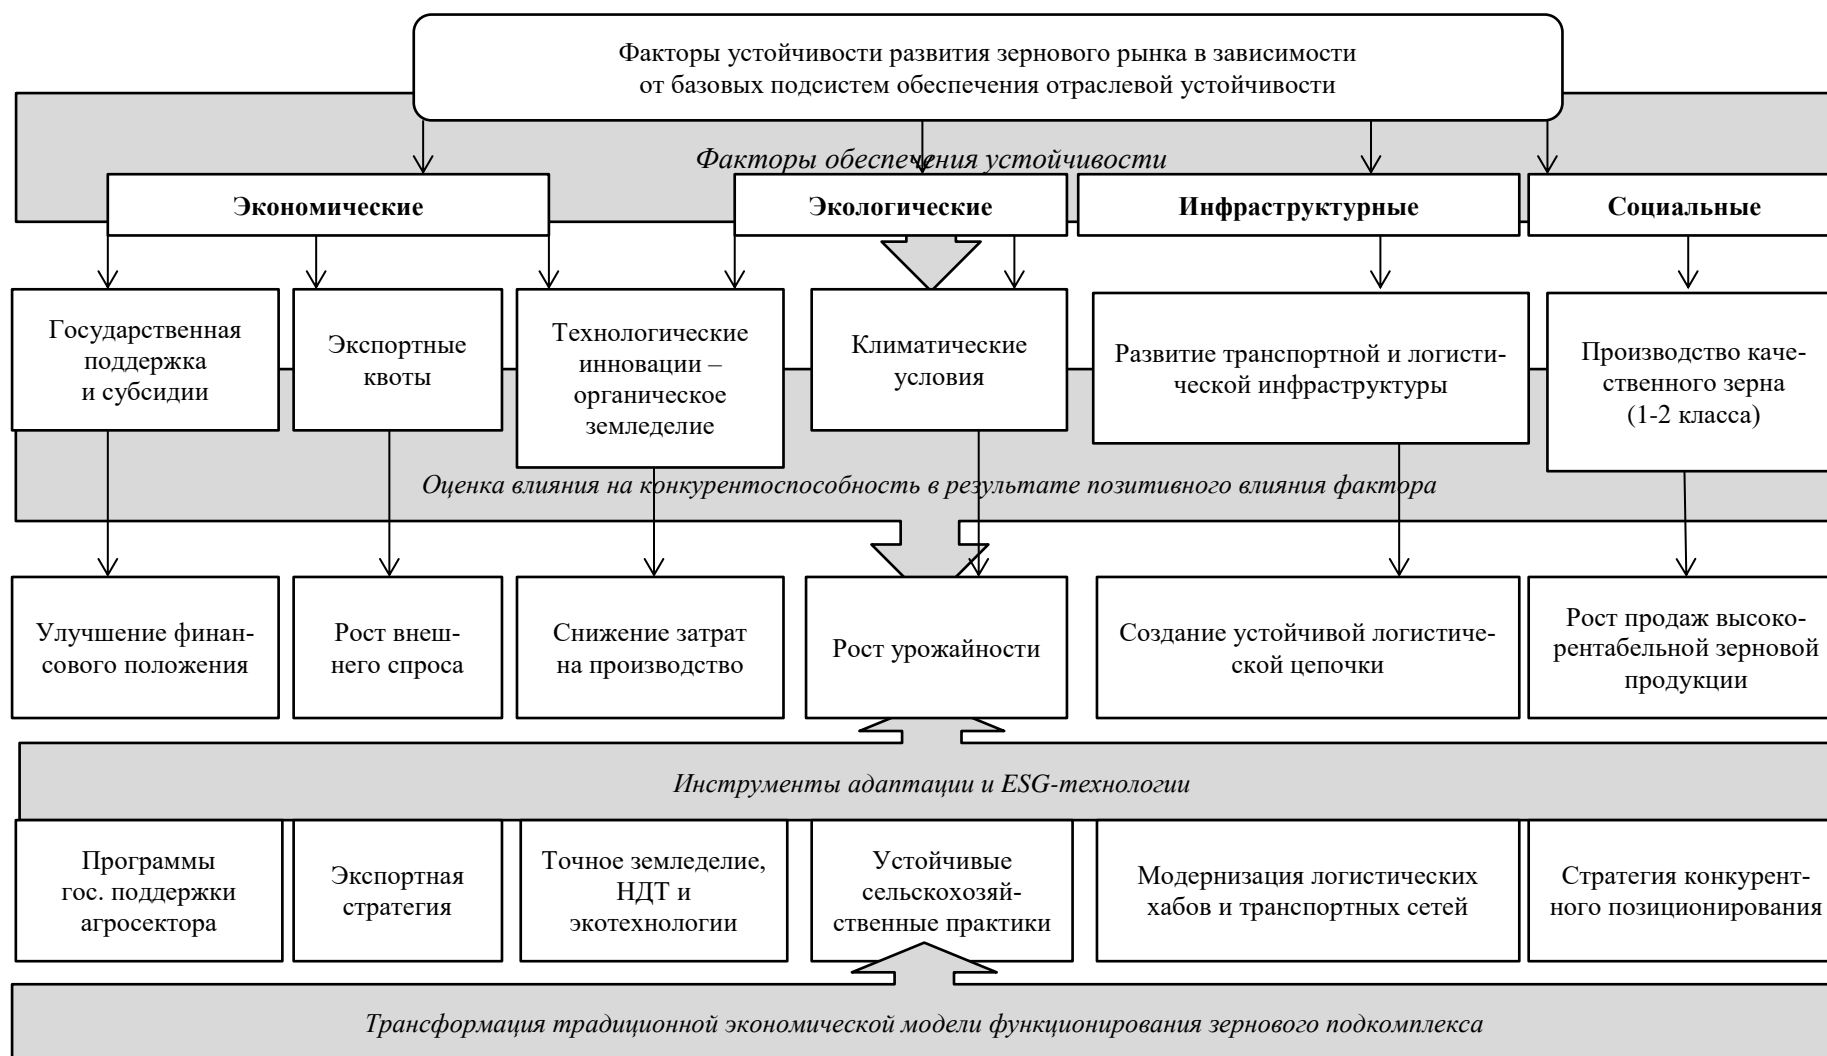 Факторы устойчивости развития зернового рынка в зависимости
от базовых подсистем обеспечения отраслевой устойчивости
Факторы обеспечения устойчивости
Экономические
Экологические
Инфраструктурные
Социальные
Государственная
поддержка
и субсидии
Экспортные
квоты
Технологические
инновации –
органическое
земледелие
Климатические
условия
Развитие транспортной и логисти-
ческой инфраструктуры
Производство каче-
ственного зерна
(1-2 класса)
Оценка влияния на конкурентоспособность в результате позитивного влияния фактора
Улучшение финан-
сового положения
Рост внеш-
него спроса
Снижение затрат
на производство
Рост урожайности
Создание устойчивой логистиче-
ской цепочки
Рост продаж высоко-
рентабельной зерновой
продукции
Инструменты адаптации и ESG-технологии
Программы
гос. поддержки
агросектора
Экспортная
стратегия
Точное земледелие,
НДТ и
экотехнологии
Устойчивые
сельскохозяй-
ственные практики
Модернизация логистических
хабов и транспортных сетей
Стратегия конкурент-
ного позиционирования
Трансформация традиционной экономической модели функционирования зернового подкомплекса